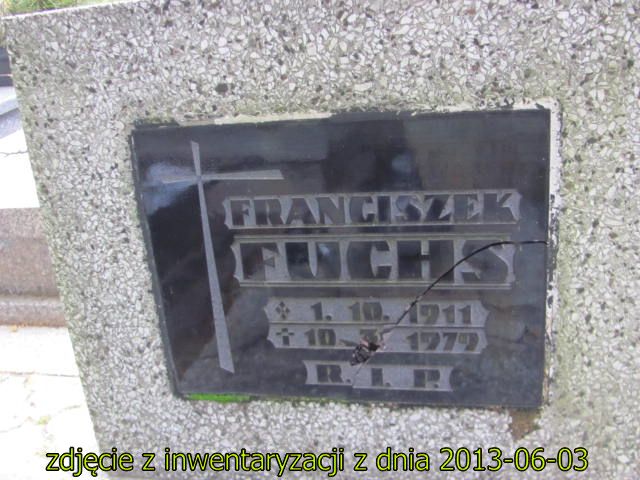 FRANCISZEK
FUCHS
1. 10. 1911
10. 1979
R. I. P.
zdjęcie z inwentaryzacji z dnia 2013-06-03